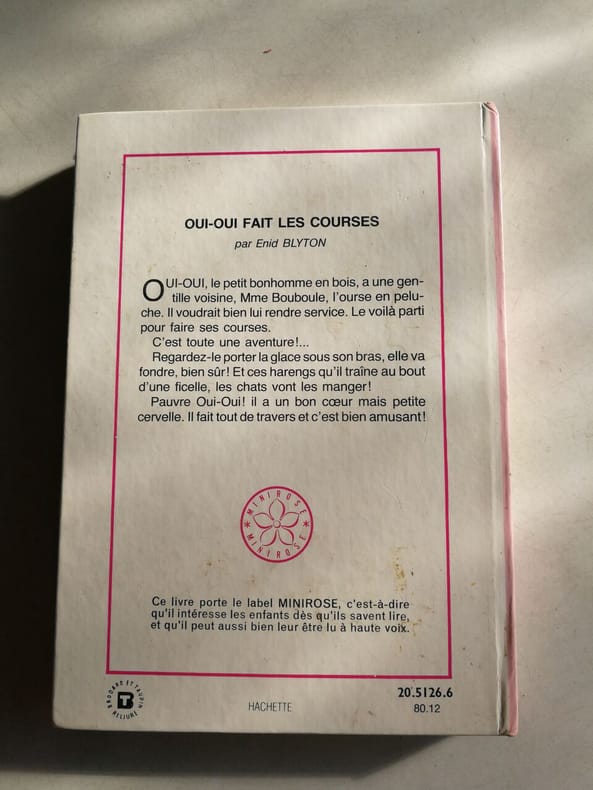 OUI-OUI FAIT LES COURSES
par Enid BLYTON
OUI-OUI, le petit bonhomme en bois, a une gen-
tille voisine, Mme Bouboule, l'ourse en pelu-
che. Il voudrait bien lui rendre service. Le voilà parti
pour faire ses courses.
C'est toute une aventure!...
Regardez-le porter la glace sous son bras, elle va
fondre, bien sûr! Et ces harengs qu'il traîne au bout
d'une ficelle, les chats vont les manger!
Pauvre Oui-Oui! il a un bon cœur mais petite
cervelle. Il fait tout de travers et c'est bien amusant!
MINIROSE
MINIROSE
Ce livre porte le label MINIROSE, c'est-à-dire
qu'il intéresse les enfants dès qu'ils savent lire,
et qu'il peut aussi bien leur être lu à haute voix.
BRODARD ET TAUPIN
BT
RELIURE
HACHETTE
20.5126.6
80.12